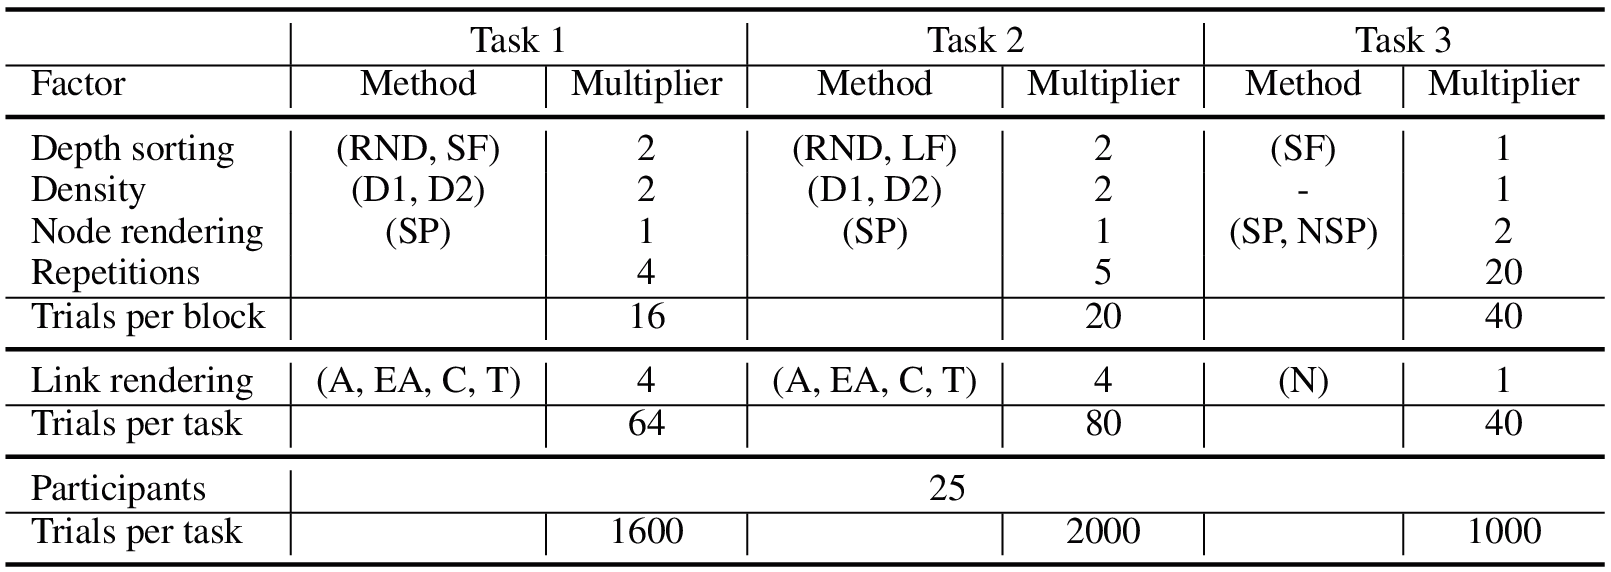 Task 1 Task 2 Task 3
Factor Method Multiplier Method Multiplier Method Multiplier
Depth sorting (RND, SF) 2 (RND, LF) 2 (SF) 1
Density (D1, D2) 2 (D1, D2) 2 - 1
Node rendering (SP) 1 (SP) 1 (SP, NSP) 2
Repetitions 4 5 20
Trials per block 16 20 40
Link rendering (A, EA, C, T) 4 (A, EA, C, T) 4 (N) 1
Trials per task 64 80 40
Participants 25
Trials per task 1600 2000 1000